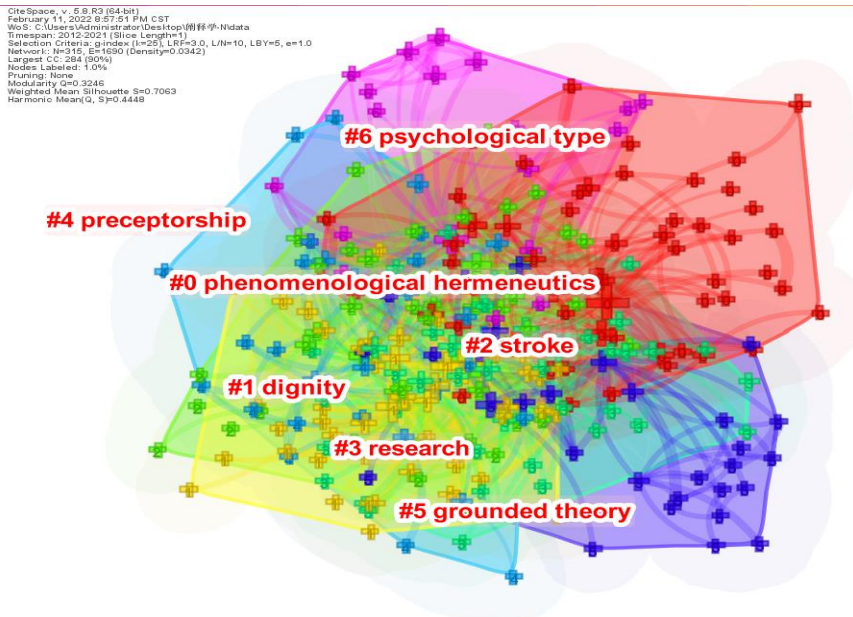 CiteSpace, v. 5.8.R3 (64-bit)
February 11, 2022 8:57:51 PM CST
WoS: C:\Users\Administrator\Desktop\阐释学-N\data
Timespan: 2012-2021 (Slice Length=1)
Selection Criteria: g-index (k=25), LRF=3.0, L/N=10, LBY=5, e=1.0
Network: N=315, E=1690 (Density=0.0342)
Largest CC: 284 (90%)
Nodes Labeled: 1.0%
Pruning: None
Modularity Q=0.3246
Weighted Mean Silhouette S=0.7063
Harmonic Mean(Q, S)=0.4448
#6 psychological type
#4 preceptorship
#0 phenomenological hermeneutics
#2 stroke
#1 dignity
#3 research
#5 grounded theory